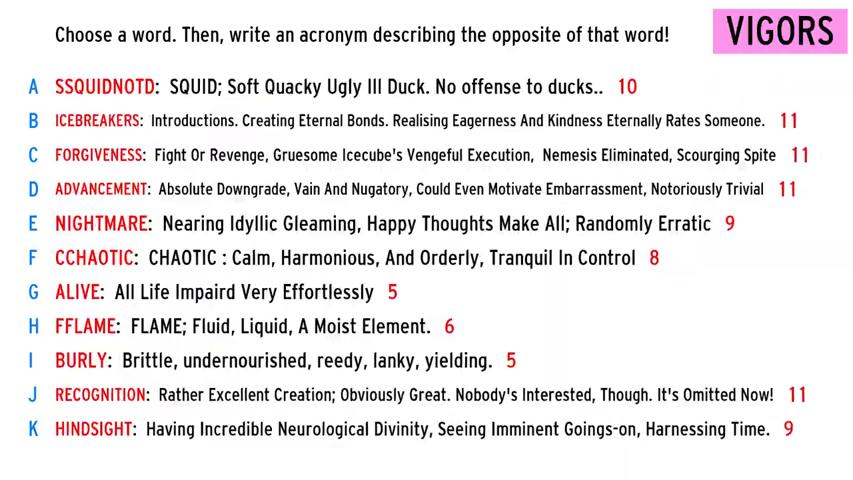 Choose a word. Then, write an acronym describing the opposite of that word!
VIGORS
A SSQUIDNOTD: SQUID; Soft Quacky Ugly Ill Duck. No offense to ducks.. 10
B ICEBREAKERS: Introductions. Creating Eternal Bonds. Realising Eagerness And Kindness Eternally Rates Someone. 11
C FORGIVENESS: Fight Or Revenge, Gruesome Icecube's Vengeful Execution, Nemesis Eliminated, Scourging Spite 11
D ADVANCEMENT: Absolute Downgrade, Vain And Nugatory, Could Even Motivate Embarrassment, Notoriously Trivial 11
E NIGHTMARE: Nearing Idyllic Gleaming, Happy Thoughts Make All; Randomly Erratic 9
F CCHAOTIC: CHAOTIC : Calm, Harmonious, And Orderly, Tranquil In Control 8
G ALIVE: All Life Impaird Very Effortlessly 5
H FFLAME: FLAME; Fluid, Liquid, A Moist Element. 6
I BURLY: Brittle, undernourished, reedy, lanky, yielding. 5
J RECOGNITION: Rather Excellent Creation; Obviously Great. Nobody's Interested, Though. It's Omitted Now! 11
K HINDSIGHT: Having Incredible Neurological Divinity, Seeing Imminent Goings-on, Harnessing Time. 9